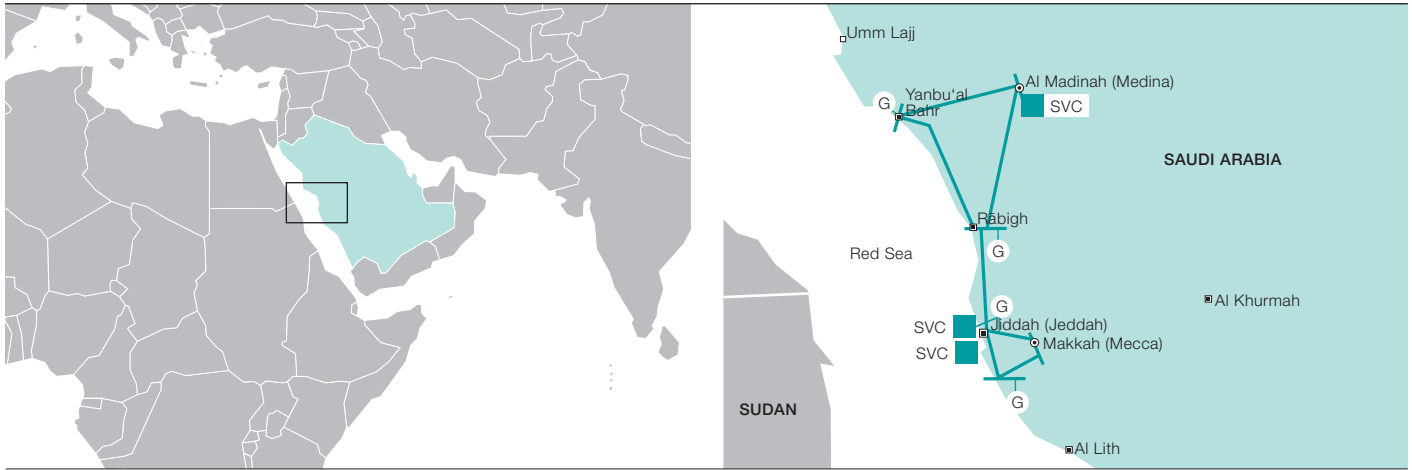 Umm Lajj
Al Madinah (Medina)
G
Yanbu‘al
Bahr
SVC
SAUDI ARABIA
Rābigh
G
Red Sea
Al Khurmah
G
SVC
Jiddah (Jeddah)
SVC
Makkah (Mecca)
G
SUDAN
Al Lith